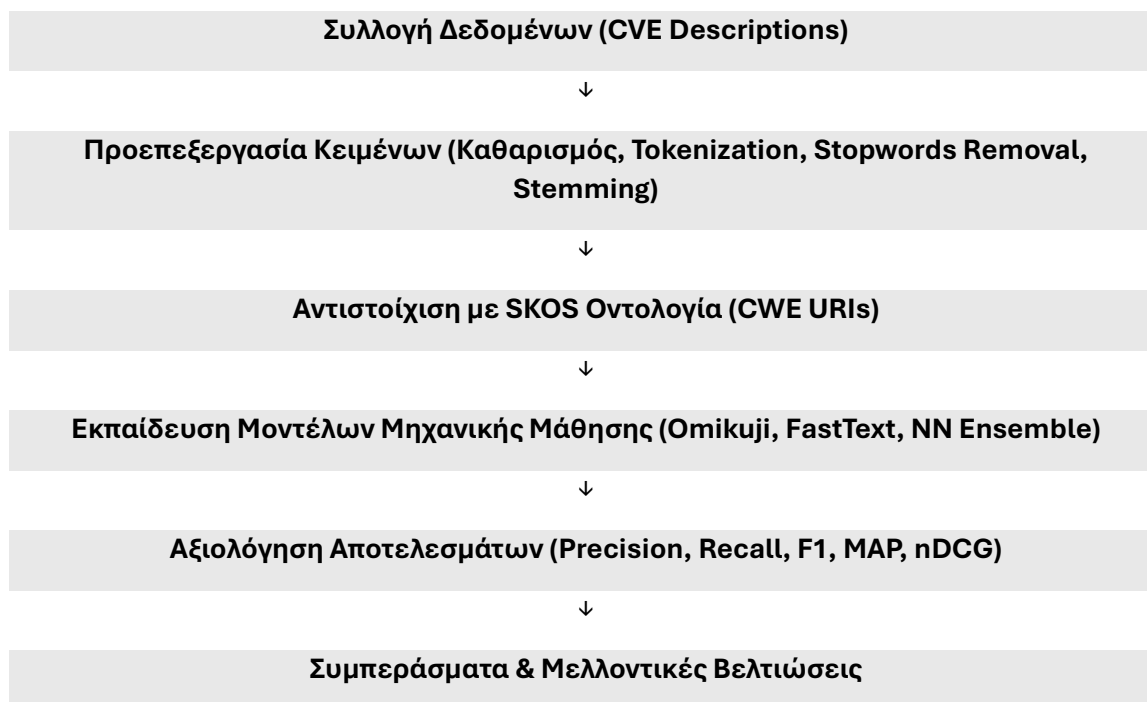 Συλλογή Δεδομένων (CVE Descriptions)
↓
Προεπεξεργασία Κειμένων (Καθαρισμός, Tokenization, Stopwords Removal,
Stemming)
↓
Αντιστοίχιση με SKOS Οντολογία (CWE URIs)
↓
Εκπαίδευση Μοντέλων Μηχανικής Μάθησης (Omikuji, FastText, NN Ensemble)
↓
Αξιολόγηση Αποτελεσμάτων (Precision, Recall, F1, MAP, nDCG)
↓
Συμπεράσματα & Μελλοντικές Βελτιώσεις